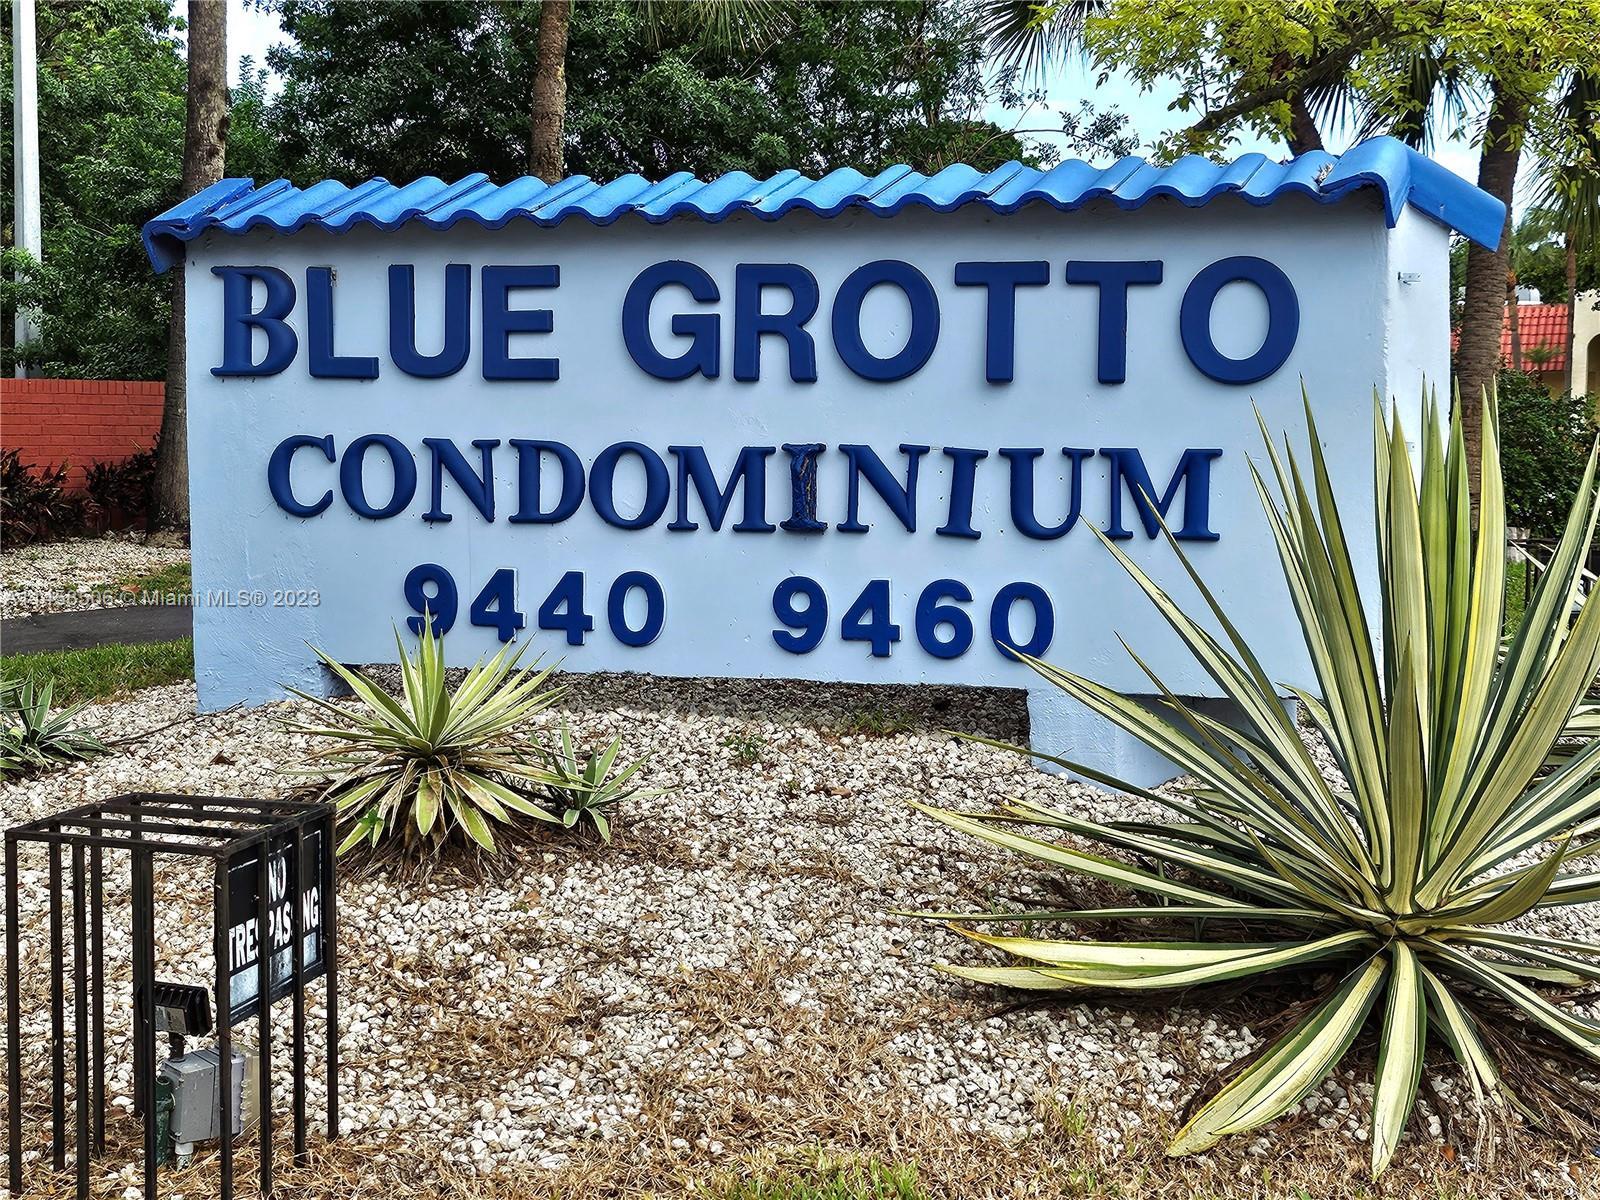 BLUE GROTTO
CONDOMINIUM
9440 9460
Miami MLS® 2023
NO
TRESPASSING